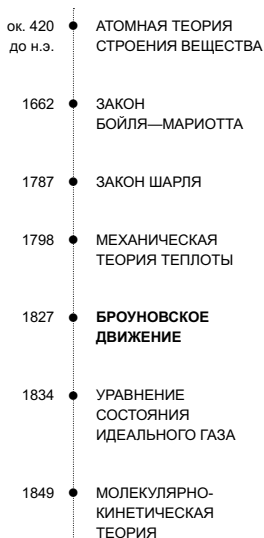 ок. 420 АТОМНАЯ ТЕОРИЯ
до н.э. СТРОЕНИЯ ВЕЩЕСТВА
1662 ЗАКОН
БОЙЛЯ—МАРИОТТА
1787 ЗАКОН ШАРЛЯ
1798 МЕХАНИЧЕСКАЯ
ТЕОРИЯ ТЕПЛОТЫ
1827 БРОУНОВСКОЕ
ДВИЖЕНИЕ
1834 УРАВНЕНИЕ
СОСТОЯНИЯ
ИДЕАЛЬНОГО ГАЗА
1849 МОЛЕКУЛЯРНО-
КИНЕТИЧЕСКАЯ
ТЕОРИЯ